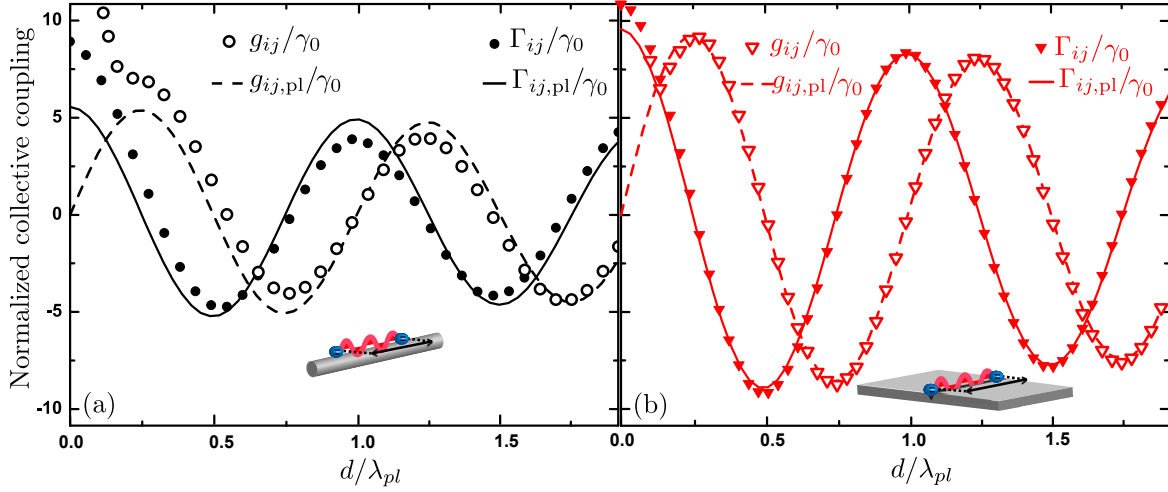 Normalized collective coupling
10
5
0
-5
-10
g_{ij}/γ_0
Γ_{ij}/γ_0
g_{ij,pl}/γ_0
Γ_{ij,pl}/γ_0
(a)
0.0 0.5 1.0 1.5
d/λ_{pl}
g_{ij}/γ_0
Γ_{ij}/γ_0
g_{ij,pl}/γ_0
Γ_{ij,pl}/γ_0
(b)
0.0 0.5 1.0 1.5
d/λ_{pl}